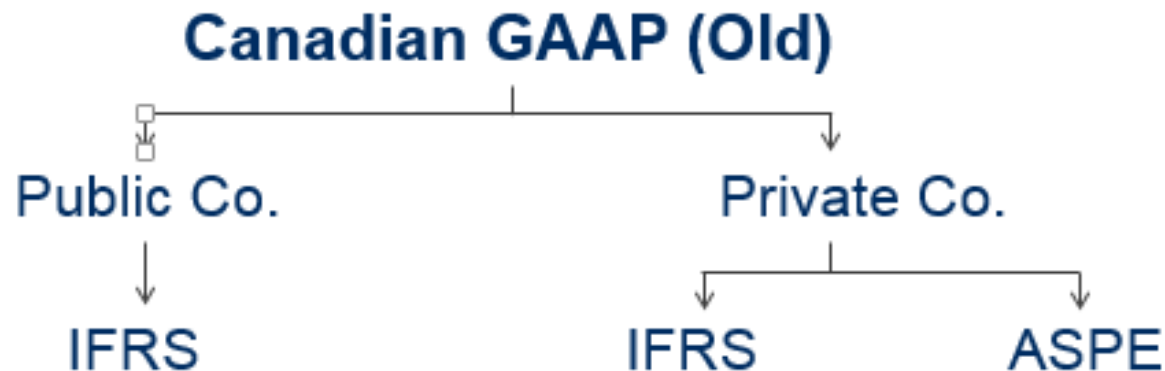 Canadian GAAP (Old)
Public Co. Private Co.
IFRS IFRS ASPE